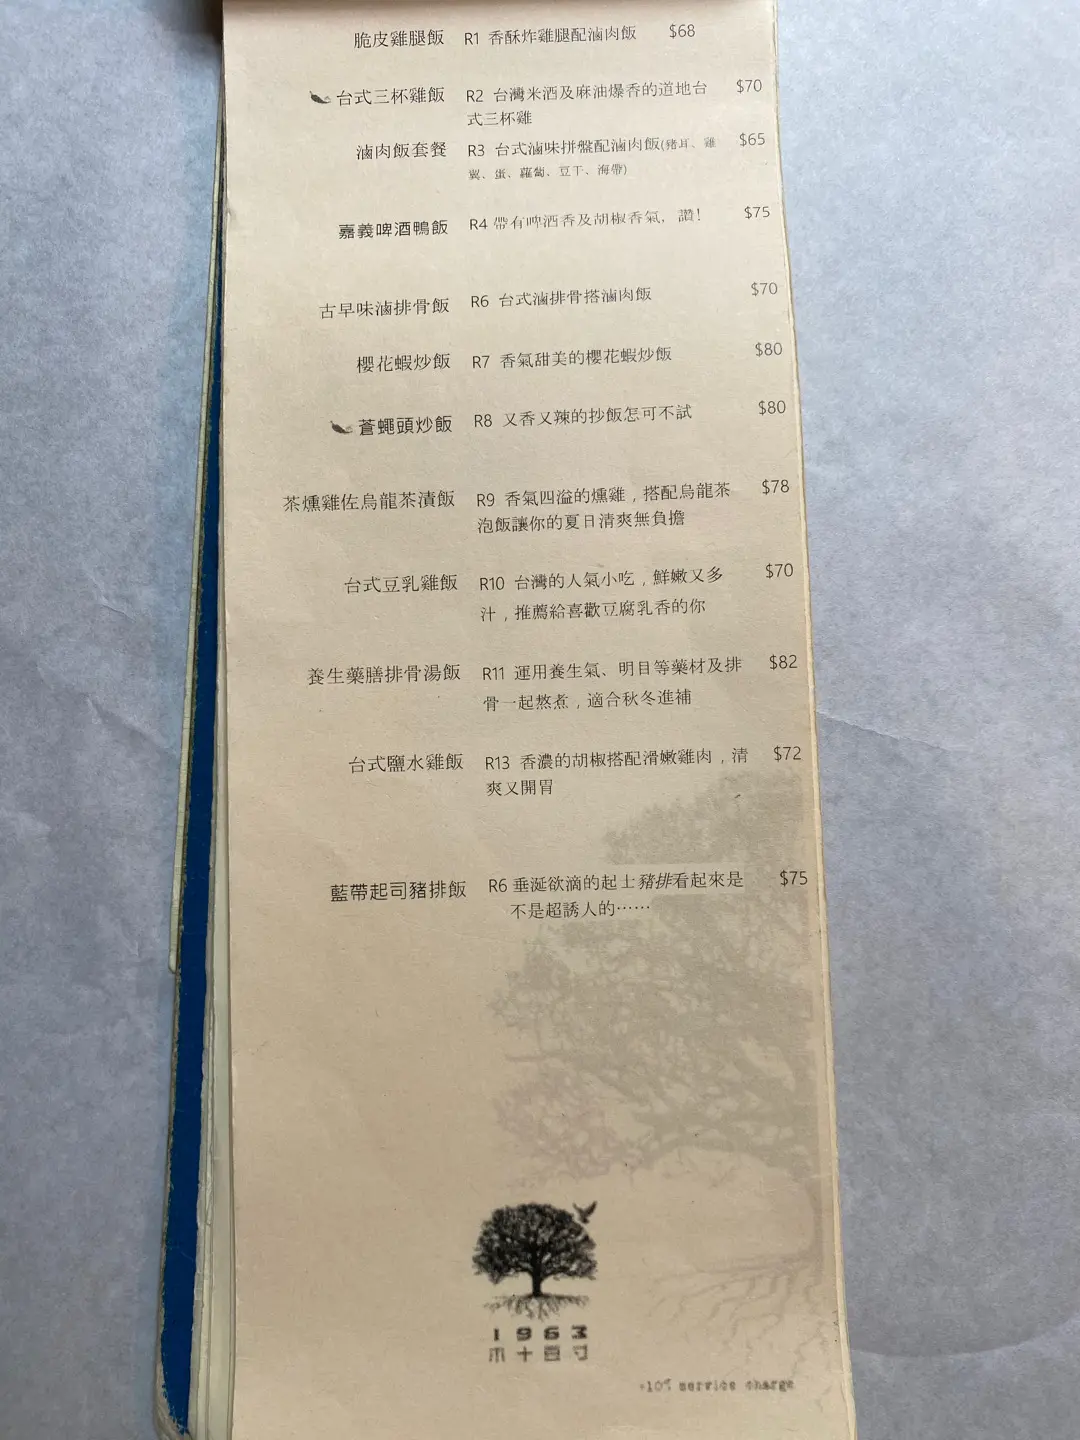 脆皮雞腿飯 R1 香酥炸雞腿配滷肉飯 $68
台式三杯雞飯 R2 台灣米酒及麻油爆香的道地台 $70
式三杯雞
滷肉飯套餐 R3 台式滷味拼盤配滷肉飯(豬耳、雞 $65
翼、蛋、蘿蔔、豆干、海帶)
嘉義啤酒鴨飯 R4 帶有啤酒香及胡椒香氣, 讚! $75
古早味滷排骨飯 R6 台式滷排骨搭滷肉飯 $70
櫻花蝦炒飯 R7 香氣甜美的櫻花蝦炒飯 $80
蒼蠅頭炒飯 R8 又香又辣的抄飯怎可不試 $80
茶燻雞佐烏龍茶漬飯 R9 香氣四溢的燻雞,搭配烏龍茶 $78
泡飯讓你的夏日清爽無負擔
台式豆乳雞飯 R10 台灣的人氣小吃,鮮嫩又多 $70
汁,推薦給喜歡豆腐乳香的你
養生藥膳排骨湯飯 R11 運用養生氣、明目等藥材及排 $82
骨一起熬煮,適合秋冬進補
台式鹽水雞飯 R13 香濃的胡椒搭配滑嫩雞肉,清 $72
爽又開胃
藍帶起司豬排飯 R6 垂涎欲滴的起士豬排看起來是 $75
不是超誘人的……
1963
木十豆寸
+10% service charge